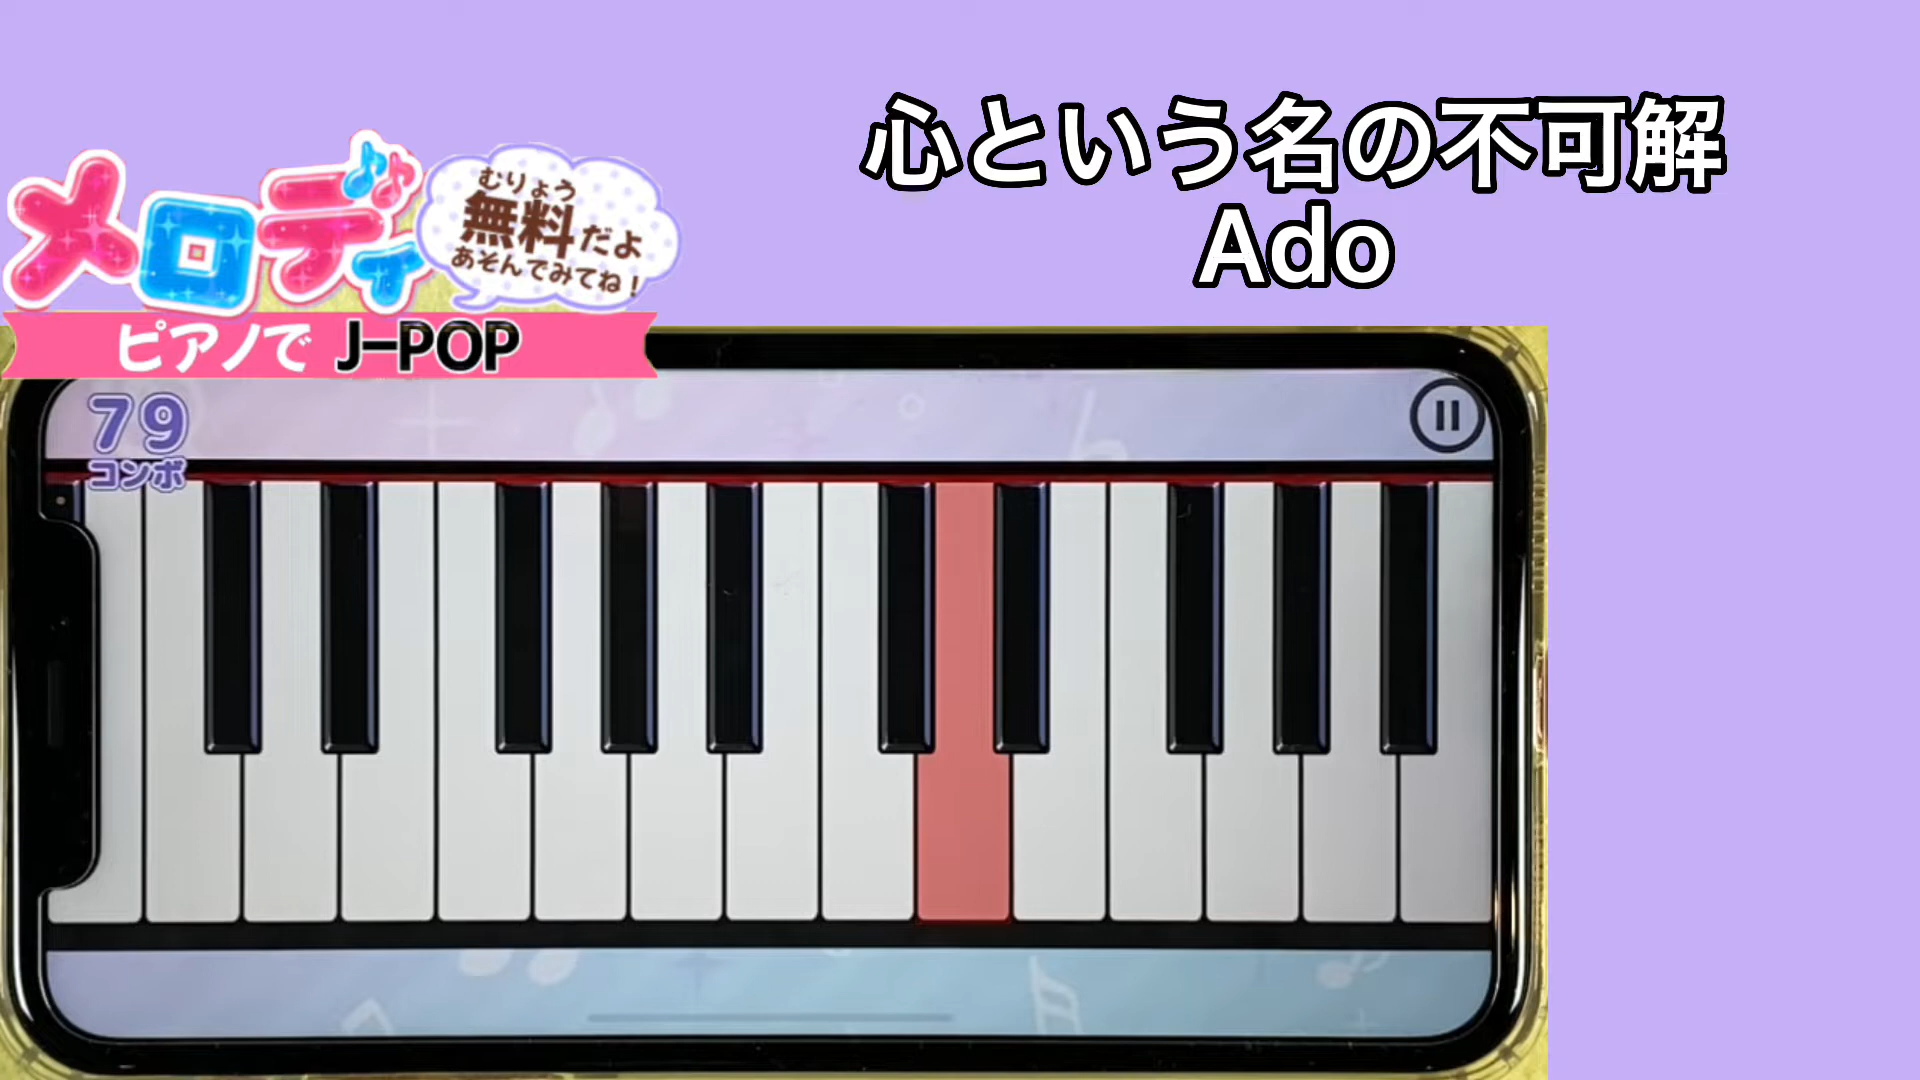 心という名の不可解
Ado
メロディ
むりょう
無料だよ
あそんでみてね!
ピアノで J-POP
79
コンボ